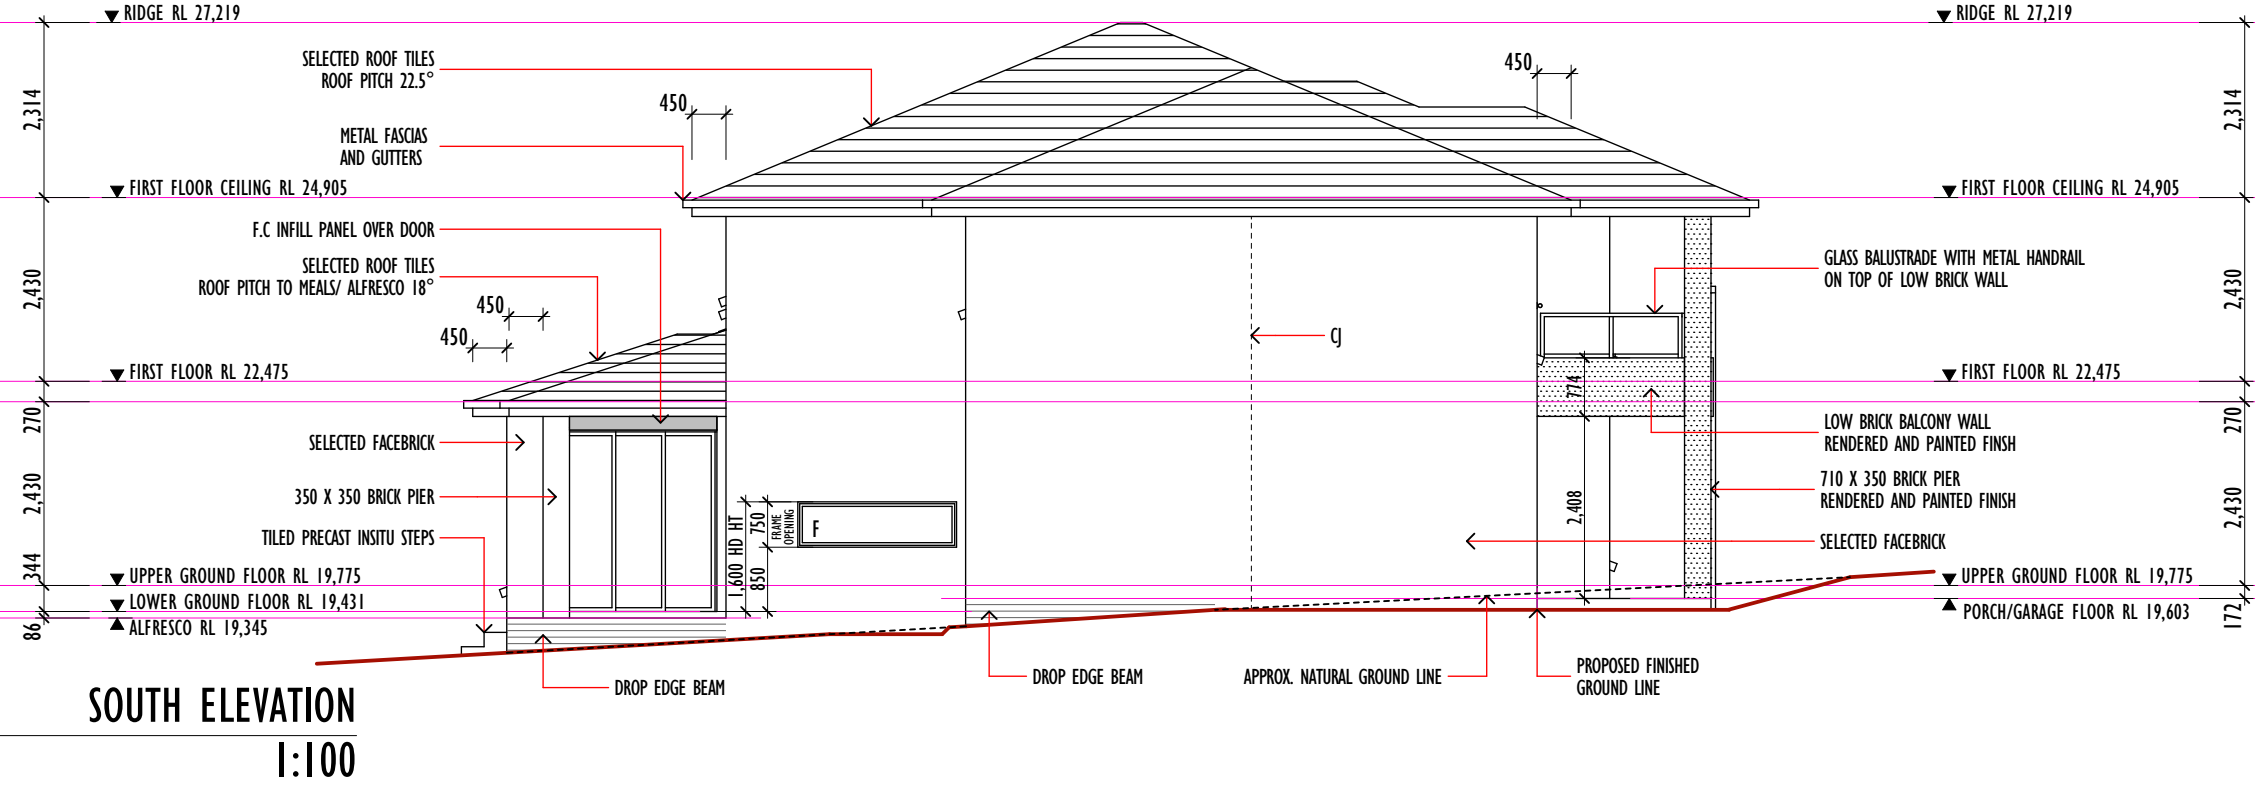 RIDGE RL 27,219
RIDGE RL 27,219
SELECTED ROOF TILES
ROOF PITCH 22.5°
450
450
2,314
2,314
METAL FASCIAS
AND GUTTERS
FIRST FLOOR CEILING RL 24,905
FIRST FLOOR CEILING RL 24,905
F.C INFILL PANEL OVER DOOR
SELECTED ROOF TILES
ROOF PITCH TO MEALS/ ALFRESCO 18°
GLASS BALUSTRADE WITH METAL HANDRAIL
ON TOP OF LOW BRICK WALL
2,430
2,430
450
450
CJ
FIRST FLOOR RL 22,475
FIRST FLOOR RL 22,475
774
270
270
SELECTED FACEBRICK
LOW BRICK BALCONY WALL
RENDERED AND PAINTED FINSH
350 X 350 BRICK PIER
710 X 350 BRICK PIER
RENDERED AND PAINTED FINISH
2,430
2,430
2,408
TILED PRECAST INSITU STEPS
1,600 HD HT
750
FRAME
OPENING
850
F
SELECTED FACEBRICK
344
UPPER GROUND FLOOR RL 19,775
UPPER GROUND FLOOR RL 19,775
LOWER GROUND FLOOR RL 19,431
PORCH/GARAGE FLOOR RL 19,603
86
ALFRESCO RL 19,345
172
DROP EDGE BEAM
DROP EDGE BEAM
APPROX. NATURAL GROUND LINE
PROPOSED FINISHED
GROUND LINE
SOUTH ELEVATION
1:100